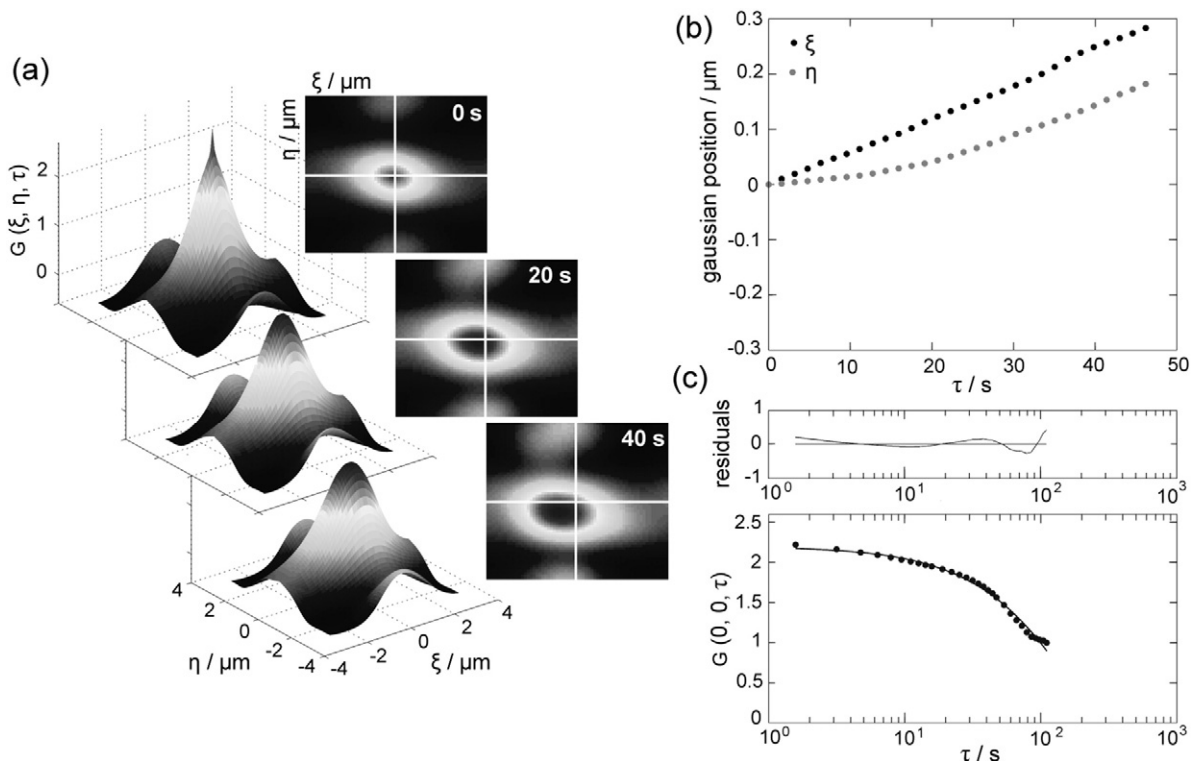 (a)
ξ / μm
η / μm
0 s
20 s
40 s
G (ξ, η, τ)
2
1
0
4
2
0
-2
-4
η / μm
-4
-2
0
2
4
ξ / μm
(b)
ξ
η
gaussian position / μm
0.3
0.2
0.1
0
-0.1
-0.2
-0.3
0 10 20 30 40 50
τ / s
(c)
residuals
1
0
-1
10⁰ 10¹ 10² 10³
G (0, 0, τ)
2.5
2
1.5
1
0.5
0
10⁰ 10¹ 10² 10³
τ / s